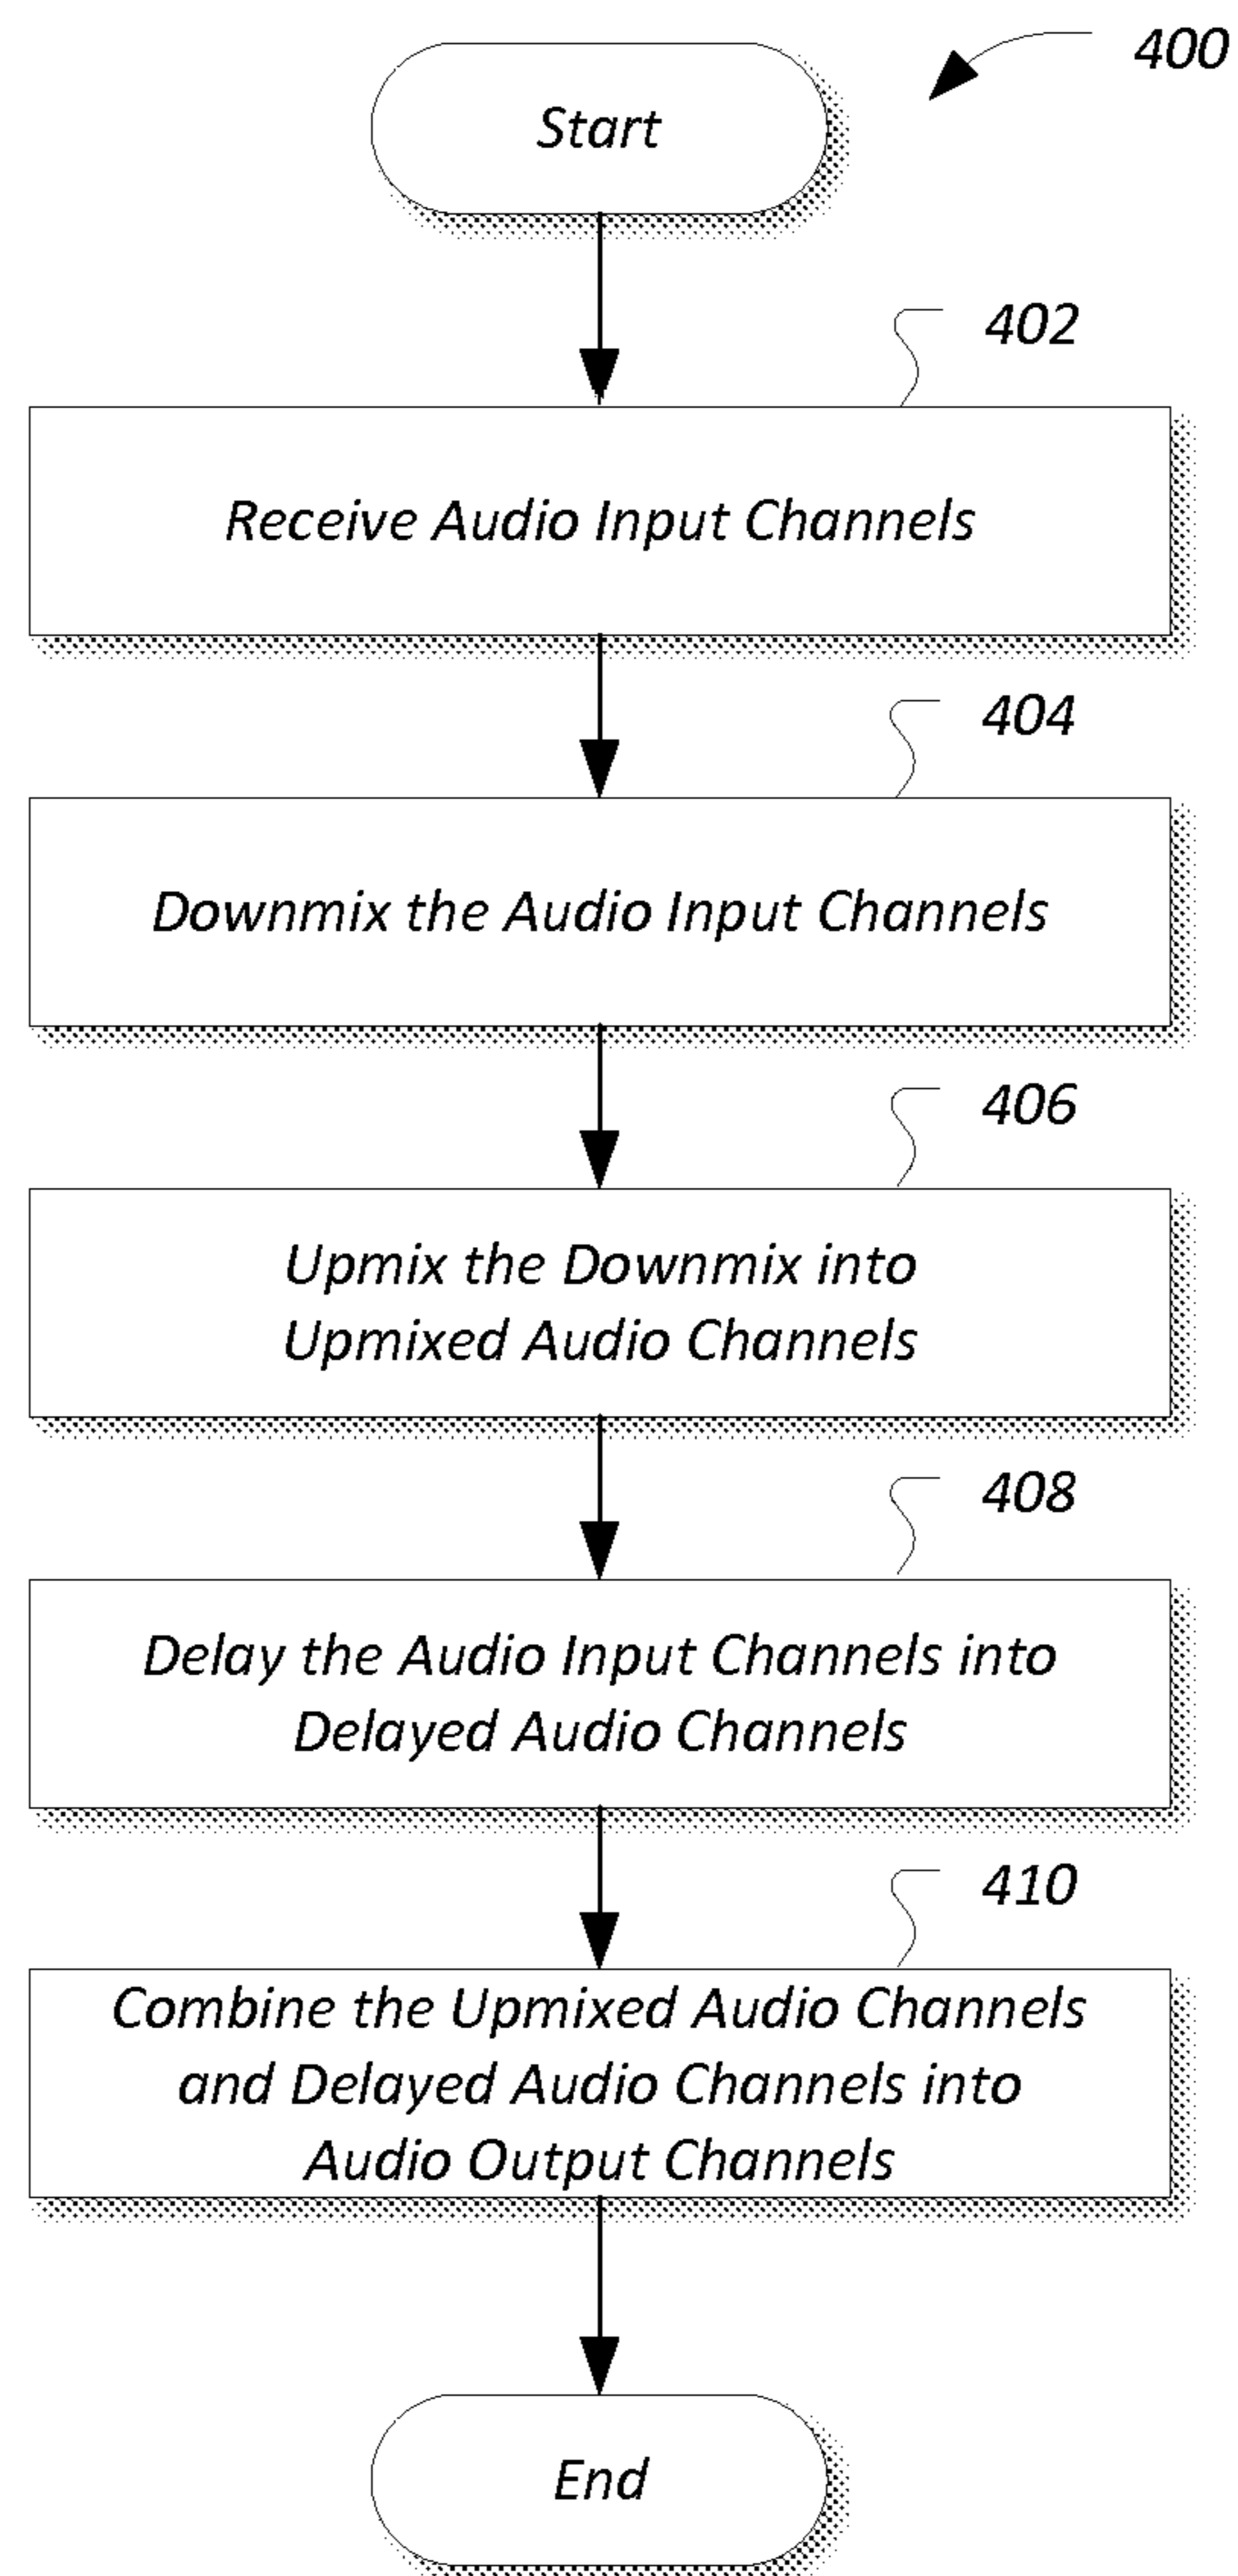 400
Start
402
Receive Audio Input Channels
404
Downmix the Audio Input Channels
406
Upmix the Downmix into
Upmixed Audio Channels
408
Delay the Audio Input Channels into
Delayed Audio Channels
410
Combine the Upmixed Audio Channels
and Delayed Audio Channels into
Audio Output Channels
End